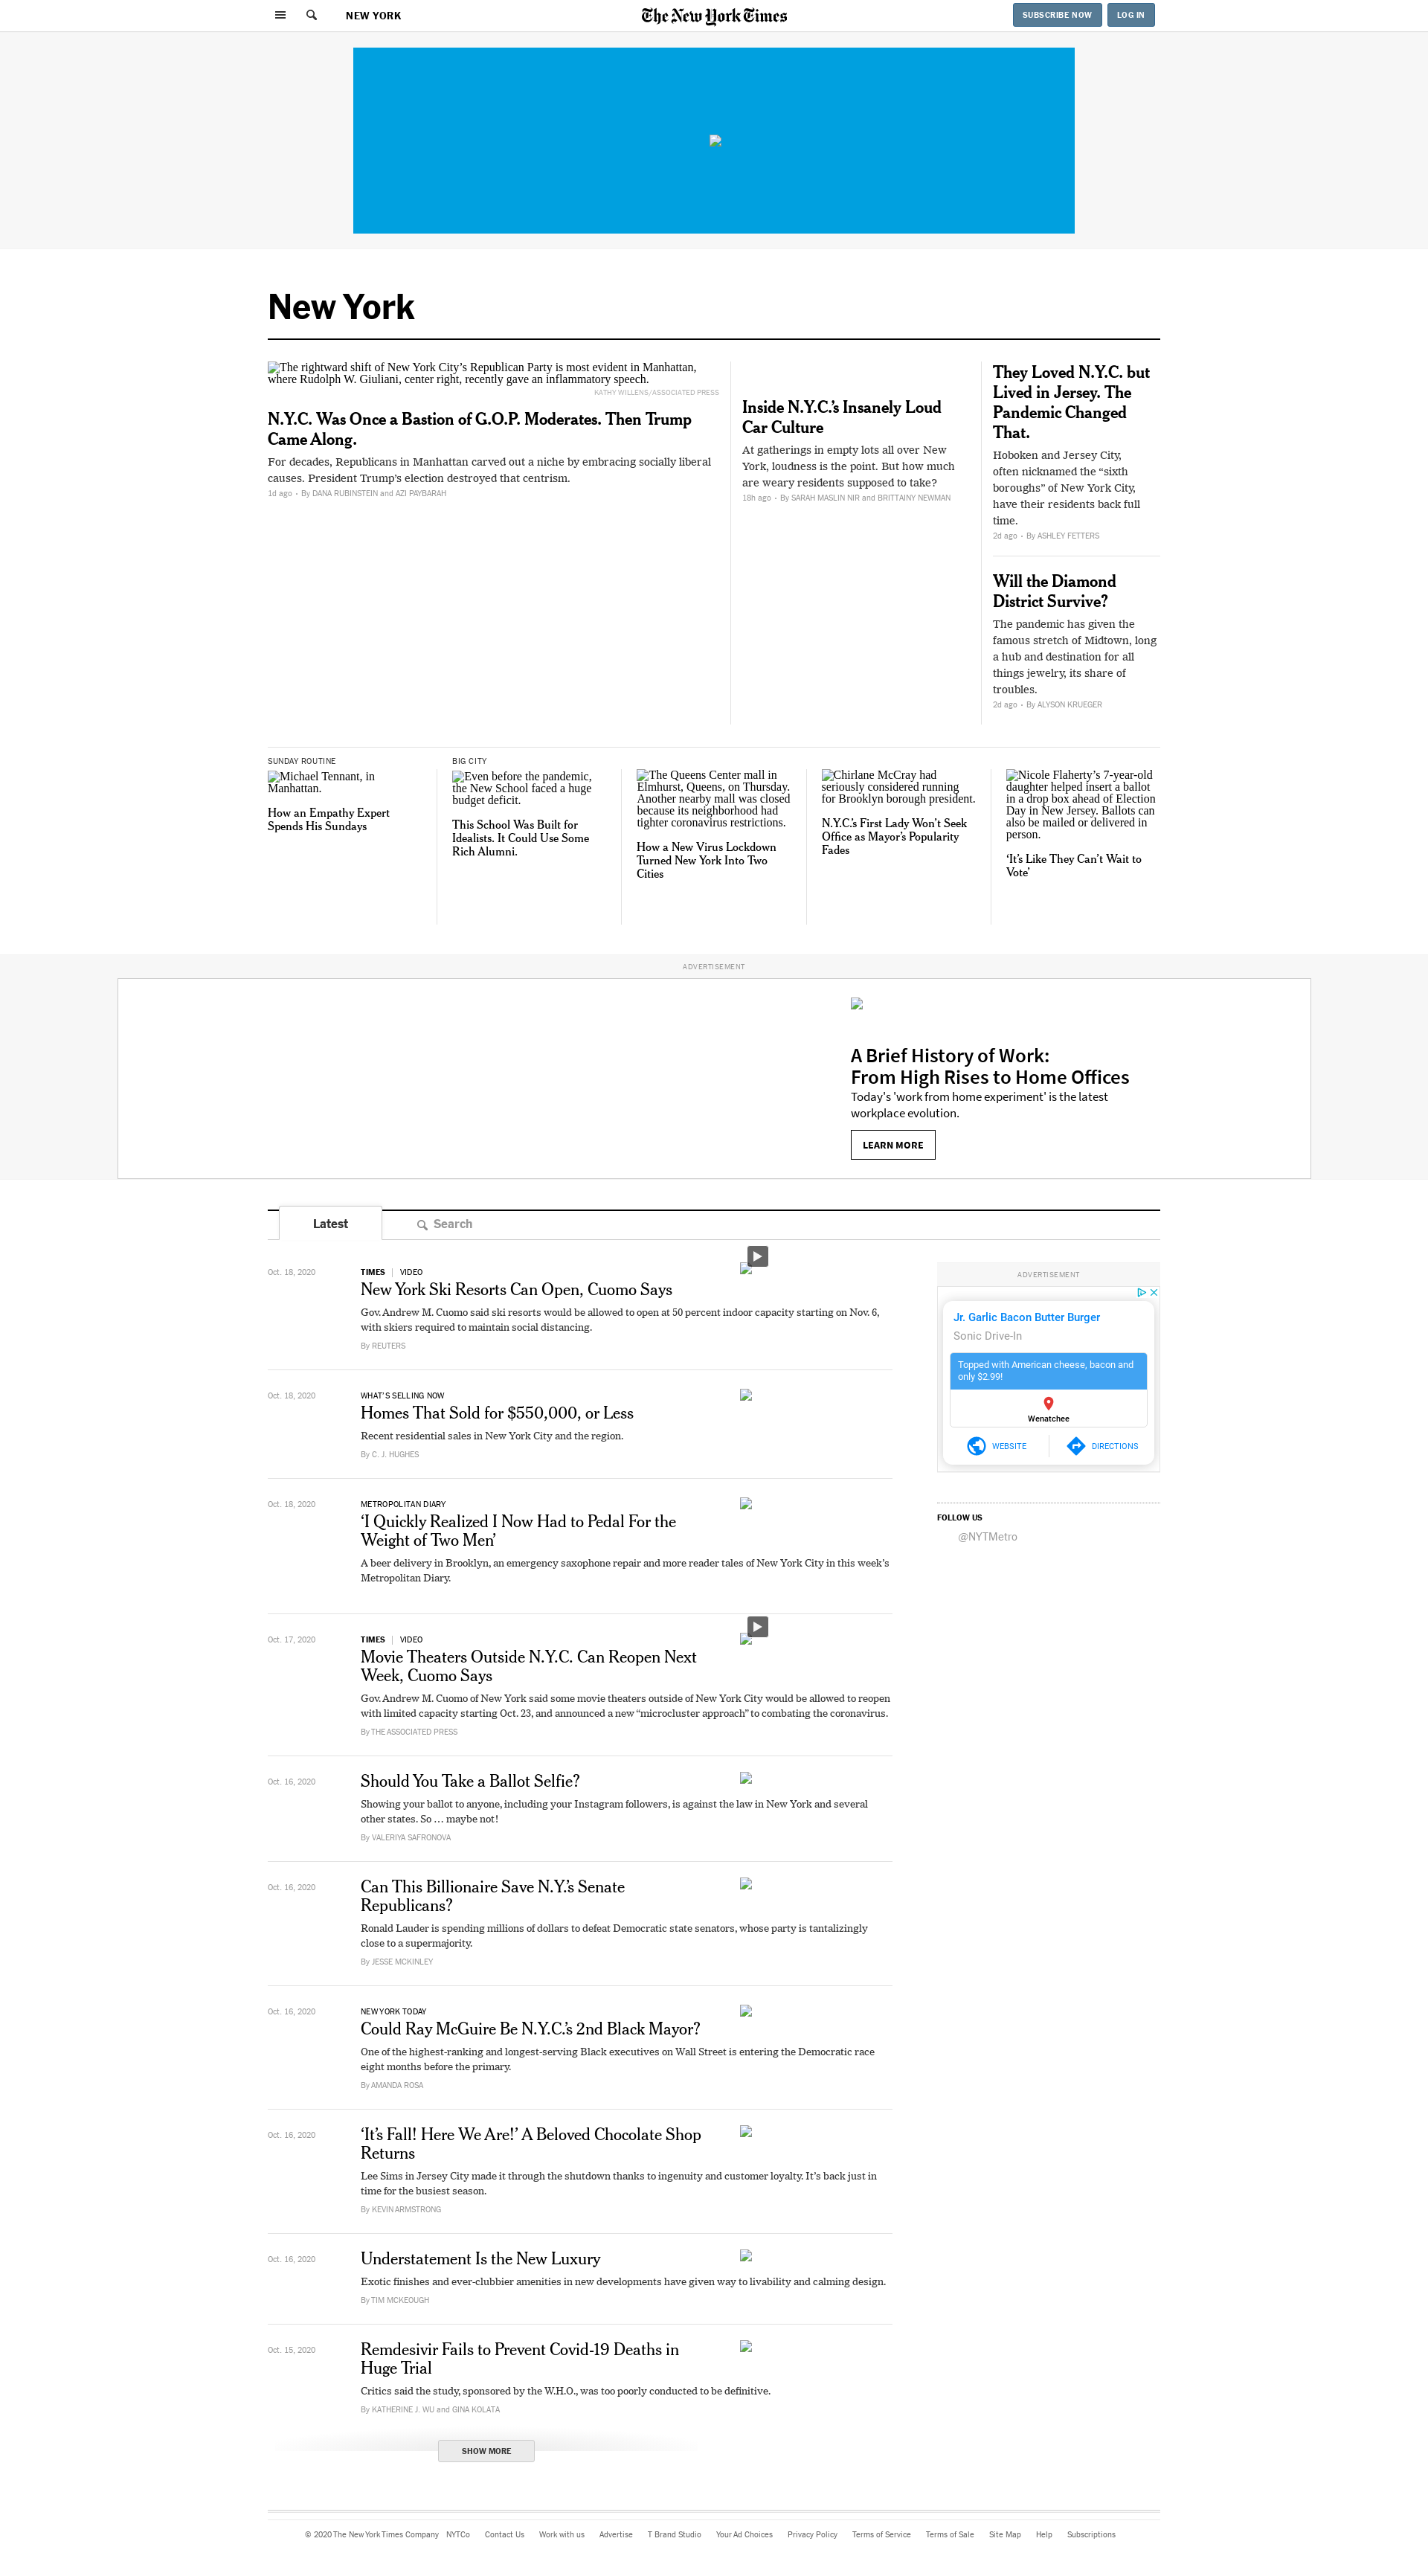 NEW YORK
The New York Times
SUBSCRIBE NOW
LOG IN
New York
The rightward shift of New York City’s Republican Party is most evident in Manhattan,
where Rudolph W. Giuliani, center right, recently gave an inflammatory speech.
KATHY WILLENS/ASSOCIATED PRESS
N.Y.C. Was Once a Bastion of G.O.P. Moderates. Then Trump
Came Along.
For decades, Republicans in Manhattan carved out a niche by embracing socially liberal
causes. President Trump’s election destroyed that centrism.
1d ago • By DANA RUBINSTEIN and AZI PAYBARAH
Inside N.Y.C.’s Insanely Loud
Car Culture
At gatherings in empty lots all over New
York, loudness is the point. But how much
are weary residents supposed to take?
18h ago • By SARAH MASLIN NIR and BRITTAINY NEWMAN
They Loved N.Y.C. but
Lived in Jersey. The
Pandemic Changed
That.
Hoboken and Jersey City,
often nicknamed the “sixth
boroughs” of New York City,
have their residents back full
time.
2d ago • By ASHLEY FETTERS
Will the Diamond
District Survive?
The pandemic has given the
famous stretch of Midtown, long
a hub and destination for all
things jewelry, its share of
troubles.
2d ago • By ALYSON KRUEGER
SUNDAY ROUTINE
Michael Tennant, in
Manhattan.
How an Empathy Expert
Spends His Sundays
BIG CITY
Even before the pandemic,
the New School faced a huge
budget deficit.
This School Was Built for
Idealists. It Could Use Some
Rich Alumni.
The Queens Center mall in
Elmhurst, Queens, on Thursday.
Another nearby mall was closed
because its neighborhood had
tighter coronavirus restrictions.
How a New Virus Lockdown
Turned New York Into Two
Cities
Chirlane McCray had
seriously considered running
for Brooklyn borough president.
N.Y.C.’s First Lady Won’t Seek
Office as Mayor’s Popularity
Fades
Nicole Flaherty’s 7-year-old
daughter helped insert a ballot
in a drop box ahead of Election
Day in New Jersey. Ballots can
also be mailed or delivered in
person.
‘It’s Like They Can’t Wait to
Vote’
ADVERTISEMENT
A Brief History of Work:
From High Rises to Home Offices
Today's 'work from home experiment' is the latest
workplace evolution.
LEARN MORE
Latest
Search
Oct. 18, 2020
TIMES | VIDEO
New York Ski Resorts Can Open, Cuomo Says
Gov. Andrew M. Cuomo said ski resorts would be allowed to open at 50 percent indoor capacity starting on Nov. 6,
with skiers required to maintain social distancing.
By REUTERS
Oct. 18, 2020
WHAT'S SELLING NOW
Homes That Sold for $550,000, or Less
Recent residential sales in New York City and the region.
By C. J. HUGHES
Oct. 18, 2020
METROPOLITAN DIARY
‘I Quickly Realized I Now Had to Pedal For the
Weight of Two Men’
A beer delivery in Brooklyn, an emergency saxophone repair and more reader tales of New York City in this week’s
Metropolitan Diary.
Oct. 17, 2020
TIMES | VIDEO
Movie Theaters Outside N.Y.C. Can Reopen Next
Week, Cuomo Says
Gov. Andrew M. Cuomo of New York said some movie theaters outside of New York City would be allowed to reopen
with limited capacity starting Oct. 23, and announced a new “microcluster approach” to combating the coronavirus.
By THE ASSOCIATED PRESS
Oct. 16, 2020
Should You Take a Ballot Selfie?
Showing your ballot to anyone, including your Instagram followers, is against the law in New York and several
other states. So … maybe not!
By VALERIYA SAFRONOVA
Oct. 16, 2020
Can This Billionaire Save N.Y.’s Senate
Republicans?
Ronald Lauder is spending millions of dollars to defeat Democratic state senators, whose party is tantalizingly
close to a supermajority.
By JESSE MCKINLEY
Oct. 16, 2020
NEW YORK TODAY
Could Ray McGuire Be N.Y.C.’s 2nd Black Mayor?
One of the highest-ranking and longest-serving Black executives on Wall Street is entering the Democratic race
eight months before the primary.
By AMANDA ROSA
Oct. 16, 2020
‘It’s Fall! Here We Are!’ A Beloved Chocolate Shop
Returns
Lee Sims in Jersey City made it through the shutdown thanks to ingenuity and customer loyalty. It’s back just in
time for the busiest season.
By KEVIN ARMSTRONG
Oct. 16, 2020
Understatement Is the New Luxury
Exotic finishes and ever-clubbier amenities in new developments have given way to livability and calming design.
By TIM MCKEOUGH
Oct. 15, 2020
Remdesivir Fails to Prevent Covid-19 Deaths in
Huge Trial
Critics said the study, sponsored by the W.H.O., was too poorly conducted to be definitive.
By KATHERINE J. WU and GINA KOLATA
SHOW MORE
ADVERTISEMENT
Jr. Garlic Bacon Butter Burger
Sonic Drive-In
Topped with American cheese, bacon and
only $2.99!
Wenatchee
WEBSITE
DIRECTIONS
FOLLOW US
@NYTMetro
© 2020 The New York Times Company NYTCo Contact Us Work with us Advertise T Brand Studio Your Ad Choices Privacy Policy Terms of Service Terms of Sale Site Map Help Subscriptions